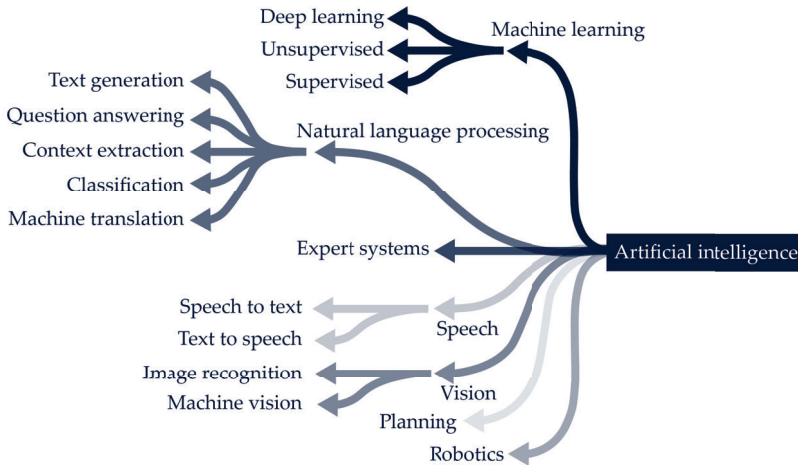 Deep learning
Machine learning
Unsupervised
Supervised
Text generation
Question answering
Natural language processing
Context extraction
Classification
Machine translation
Expert systems
Artificial intelligence
Speech to text
Speech
Text to speech
Image recognition
Vision
Machine vision
Planning
Robotics